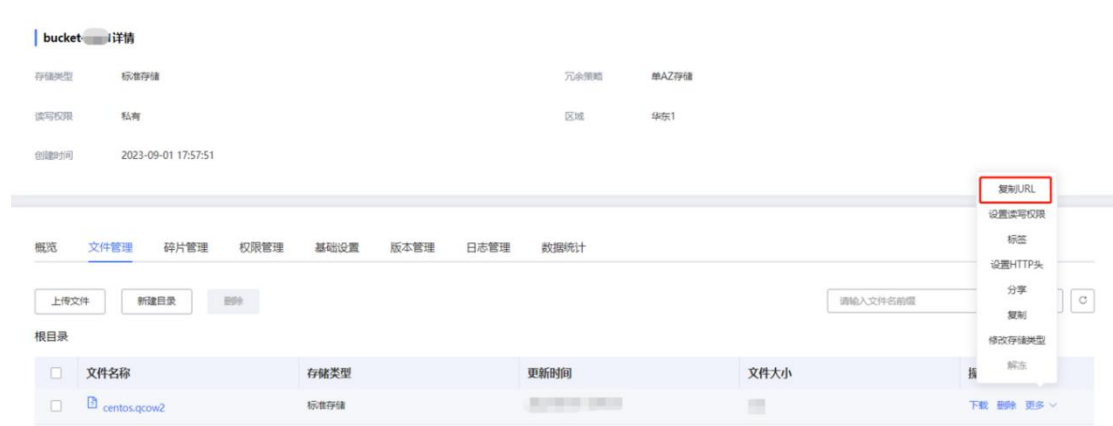 bucket-详情
存储类型 标准存储 冗余策略 单AZ存储
读写权限 私有 区域 华东1
创建时间 2023-09-01 17:57:51
复制URL
设置读写权限
标签
设置HTTP头
分享
复制
修改存储类型
解冻
概览 文件管理 碎片管理 权限管理 基础设置 版本管理 日志管理 数据统计
上传文件 新建目录 删除 请输入文件名前缀
根目录
文件名称 存储类型 更新时间 文件大小
centos.qcow2 标准存储 下载 删除 更多